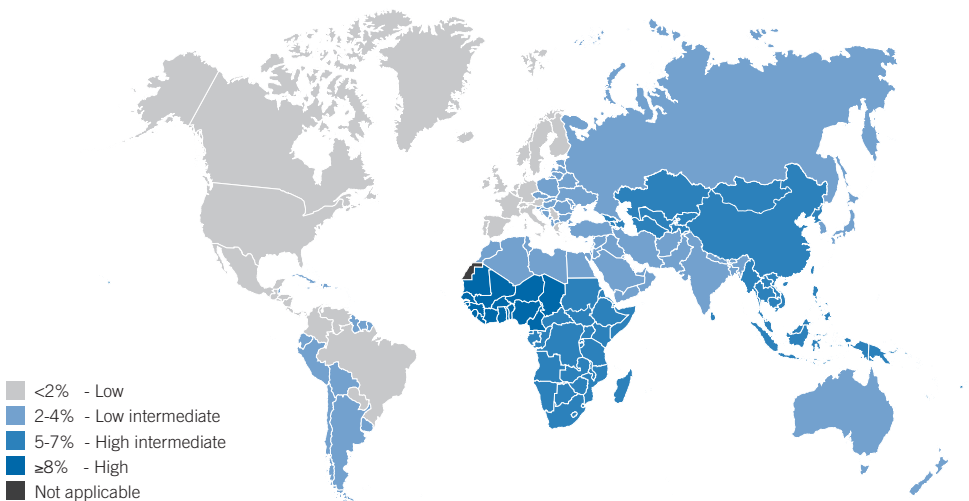 <2% - Low
2-4% - Low intermediate
5-7% - High intermediate
≥8% - High
Not applicable